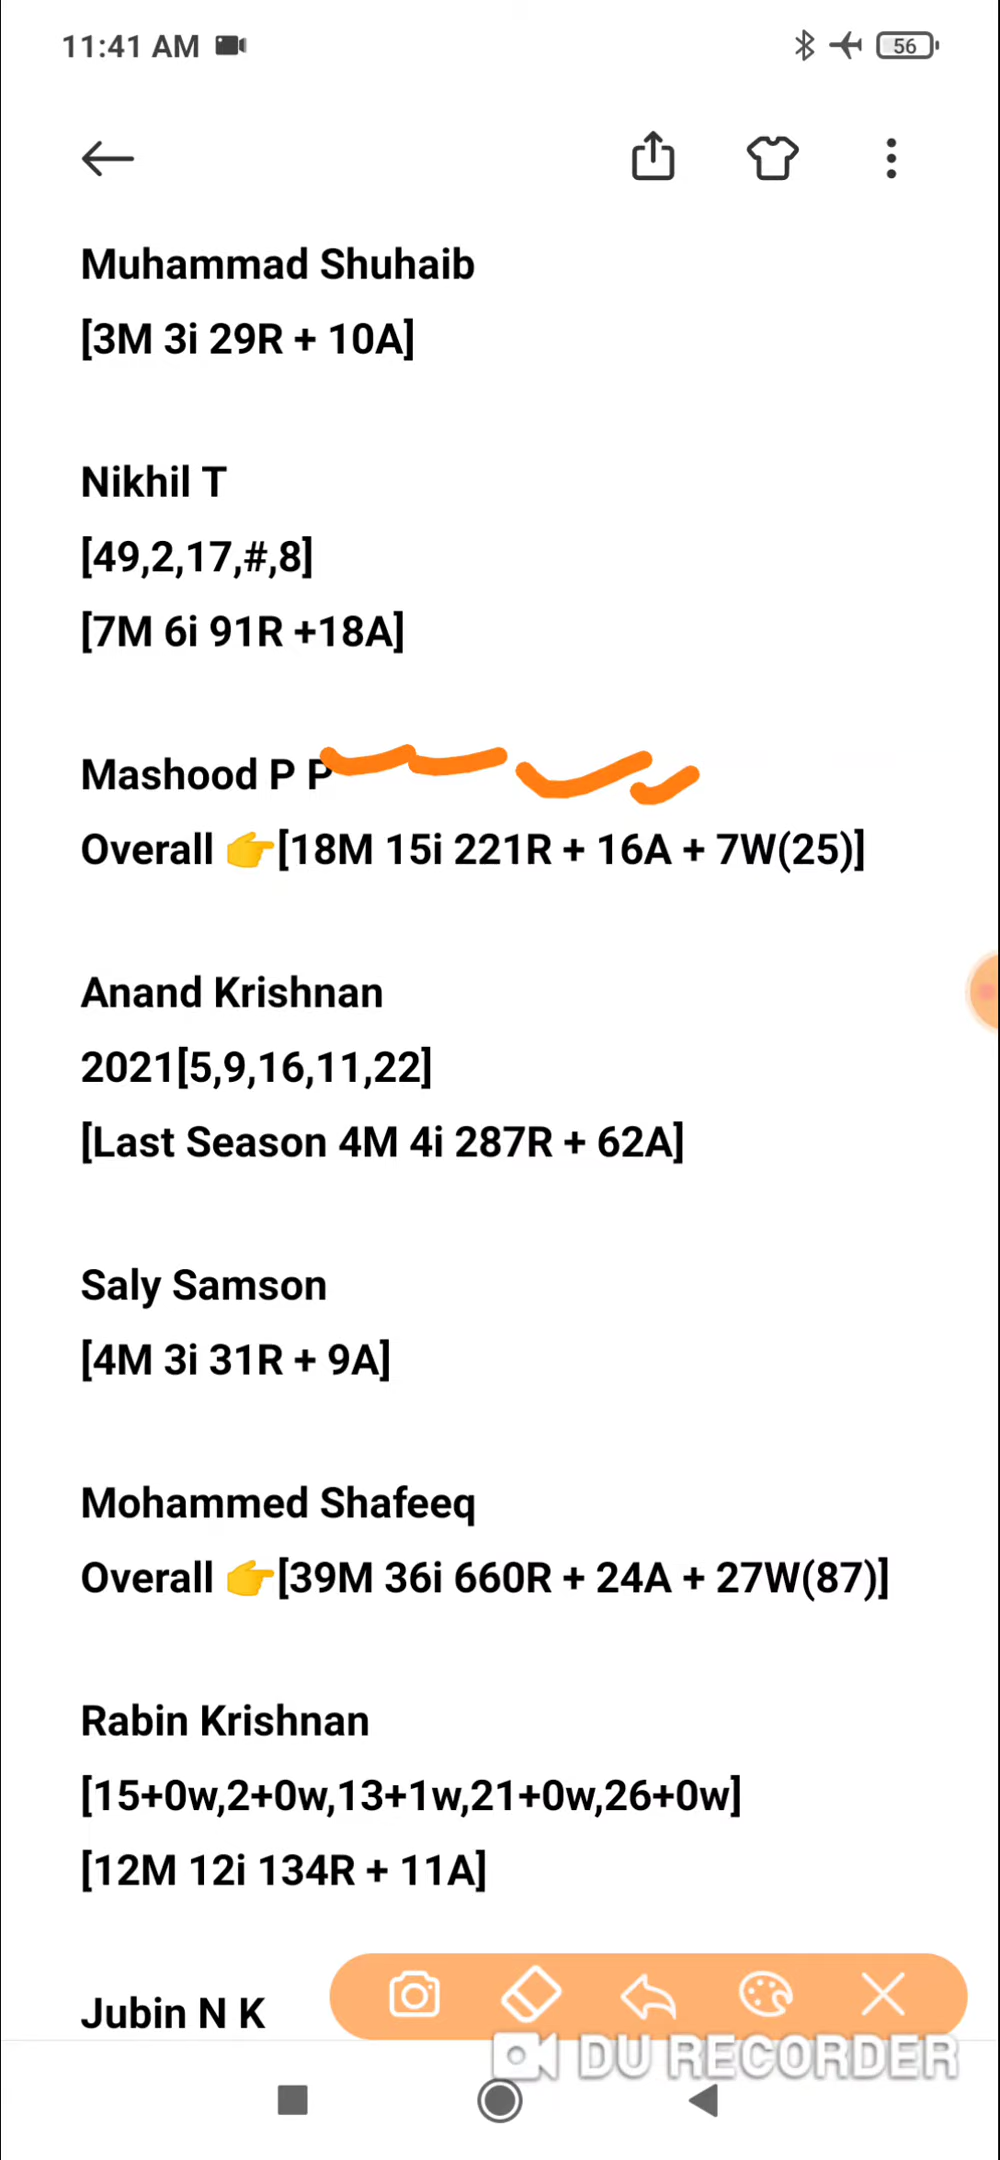 11:41 AM
56
Muhammad Shuhaib
[3M 3i 29R + 10A]
Nikhil T
[49,2,17,#,8]
[7M 6i 91R +18A]
Mashood P P
Overall 👉[18M 15i 221R + 16A + 7W(25)]
Anand Krishnan
2021[5,9,16,11,22]
[Last Season 4M 4i 287R + 62A]
Saly Samson
[4M 3i 31R + 9A]
Mohammed Shafeeq
Overall 👉[39M 36i 660R + 24A + 27W(87)]
Rabin Krishnan
[15+0w,2+0w,13+1w,21+0w,26+0w]
[12M 12i 134R + 11A]
Jubin N K
DU RECORDER